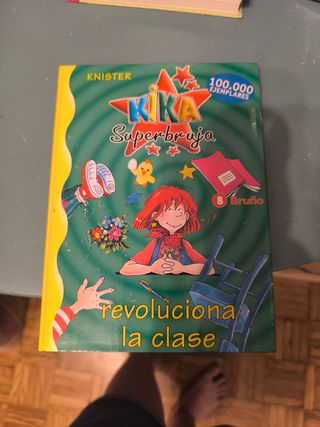 KNISTER
100.000
EJEMPLARES
KIKA
Superbruja
B Bruño
revoluciona
la clase